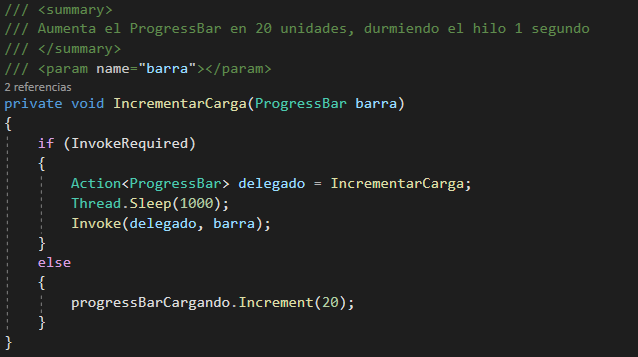 /// <summary>
/// Aumenta el ProgressBar en 20 unidades, durmiendo el hilo 1 segundo
/// </summary>
/// <param name="barra"></param>
2 referencias
private void IncrementarCarga(ProgressBar barra)
{
    if (InvokeRequired)
    {
        Action<ProgressBar> delegado = IncrementarCarga;
        Thread.Sleep(1000);
        Invoke(delegado, barra);
    }
    else
    {
        progressBarCargando.Increment(20);
    }
}